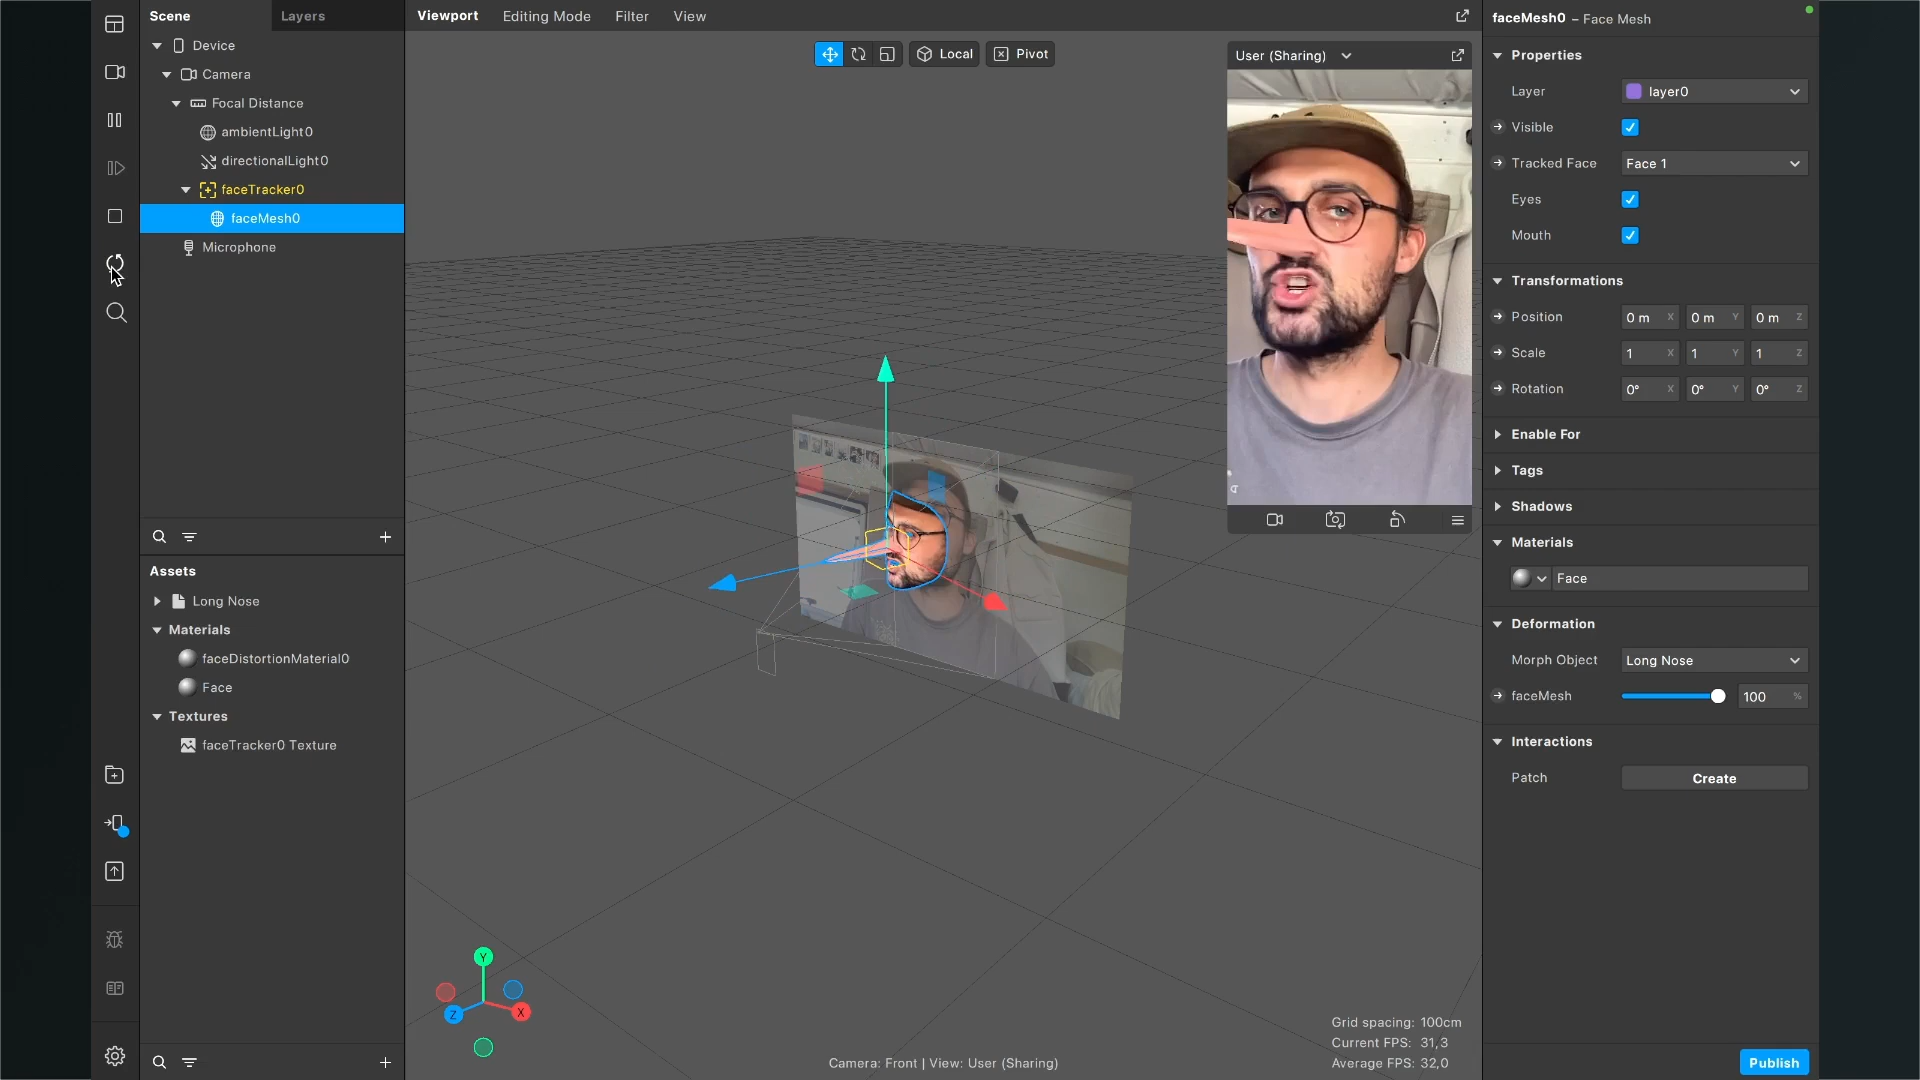 Scene
Layers
Viewport
Editing Mode
Filter
View
Device
Camera
Focal Distance
ambientLight0
directionalLight0
faceTracker0
faceMesh0
Microphone
Assets
Long Nose
Materials
faceDistortionMaterial0
Face
Textures
faceTracker0 Texture
Local
Pivot
User (Sharing)
Y
Z
X
Camera: Front | View: User (Sharing)
Grid spacing: 100cm
Current FPS: 31,3
Average FPS: 32,0
faceMesh0 – Face Mesh
Properties
Layer layer0
Visible
Tracked Face Face 1
Eyes
Mouth
Transformations
Position 0 m X 0 m Y 0 m Z
Scale 1 X 1 Y 1 Z
Rotation 0° X 0° Y 0° Z
Enable For
Tags
Shadows
Materials
Face
Deformation
Morph Object Long Nose
faceMesh 100 %
Interactions
Patch Create
Publish